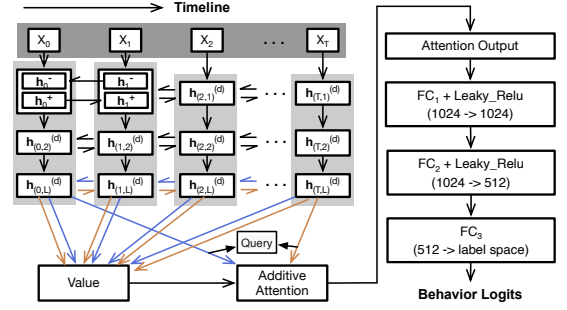 Timeline
X0 X1 X2 . . . XT
h0- h1- h(2,1)(d) . . . h(T,1)(d)
h0+ h1+
h(0,2)(d) h(1,2)(d) h(2,2)(d) . . . h(T,2)(d)
h(0,L)(d) h(1,L)(d) h(2,L)(d) . . . h(T,L)(d)
Query
Value
Additive
Attention
Attention Output
FC1 + Leaky_Relu
(1024 -> 1024)
FC2 + Leaky_Relu
(1024 -> 512)
FC3
(512 -> label space)
Behavior Logits